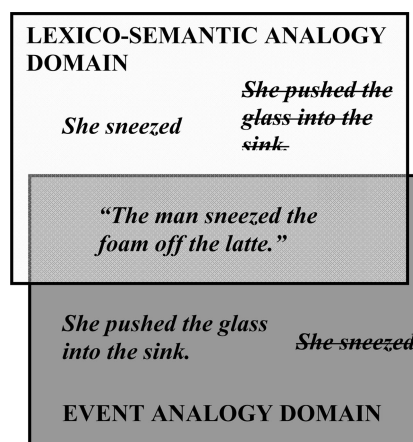 LEXICO-SEMANTIC ANALOGY
DOMAIN
She pushed the
glass into the
sink.
She sneezed
“The man sneezed the
foam off the latte.”
She pushed the glass
into the sink.
She sneezed
EVENT ANALOGY DOMAIN